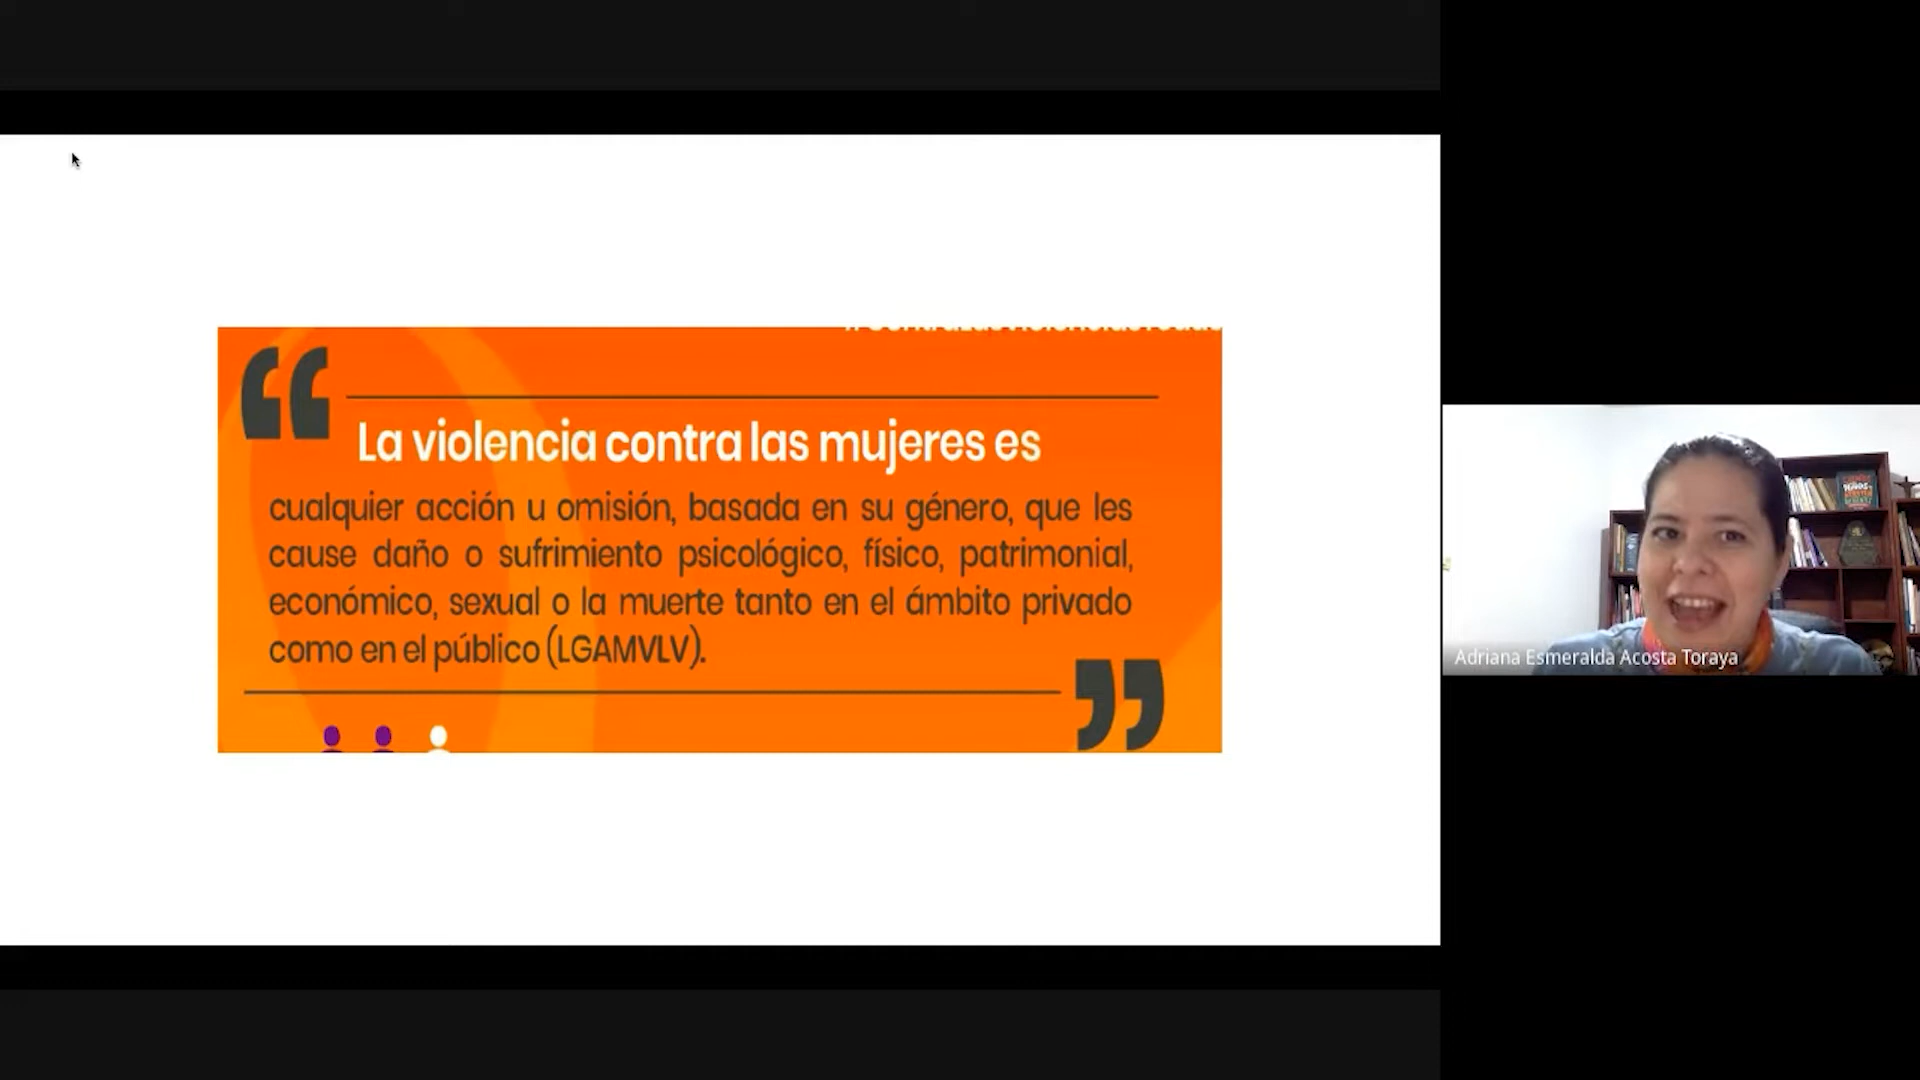 La violencia contra las mujeres es
cualquier acción u omisión, basada en su género, que les
cause daño o sufrimiento psicológico, físico, patrimonial,
económico, sexual o la muerte tanto en el ámbito privado
como en el público (LGAMVLV).
Adriana Esmeralda Acosta Toraya